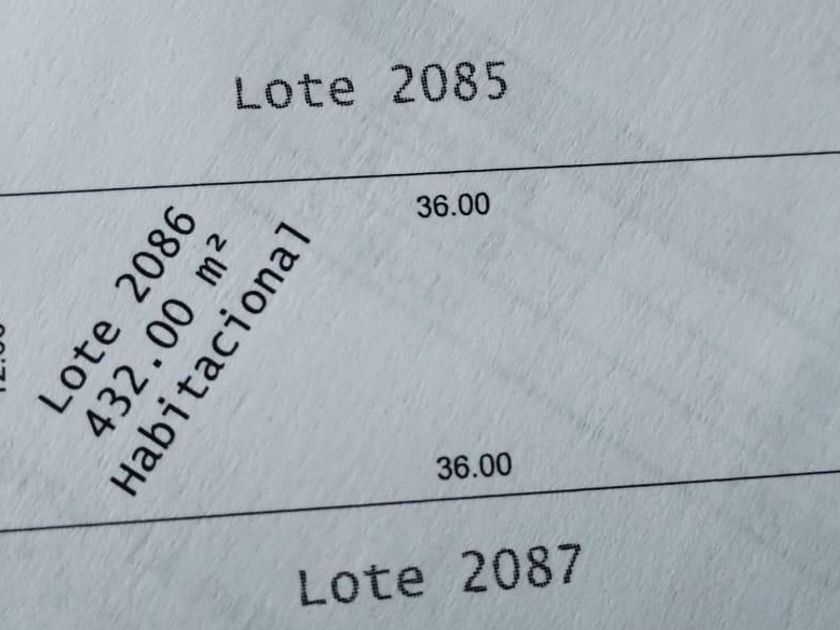 Lote 2085
36.00
Lote 2086
432.00 m²
Habitacional
36.00
Lote 2087